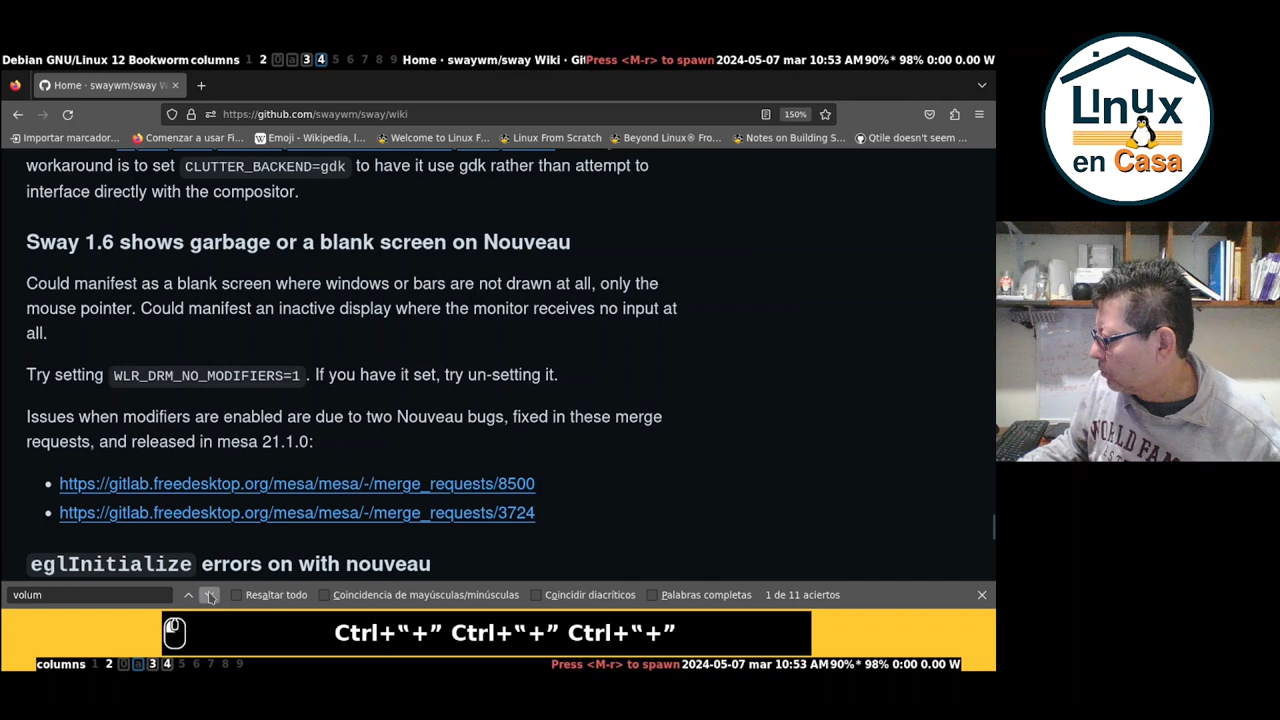 Debian GNU/Linux 12 Bookworm columns 1 2 0 a 3 4 5 6 7 8 9 Home · swaywm/sway Wiki · Git Press <M-r> to spawn 2024-05-07 mar 10:53 AM 90%* 98% 0:00 0.00 W
Home · swaywm/sway W
https://github.com/swaywm/sway/wiki 150%
Importar marcador... Comenzar a usar Fi... Emoji - Wikipedia, l... Welcome to Linux F... Linux From Scratch Beyond Linux® Fro... Notes on Building S... Qtile doesn't seem ...
workaround is to set CLUTTER_BACKEND=gdk to have it use gdk rather than attempt to
interface directly with the compositor.
Sway 1.6 shows garbage or a blank screen on Nouveau
Could manifest as a blank screen where windows or bars are not drawn at all, only the
mouse pointer. Could manifest an inactive display where the monitor receives no input at
all.
Try setting WLR_DRM_NO_MODIFIERS=1 . If you have it set, try un-setting it.
Issues when modifiers are enabled are due to two Nouveau bugs, fixed in these merge
requests, and released in mesa 21.1.0:
https://gitlab.freedesktop.org/mesa/mesa/-/merge_requests/8500
https://gitlab.freedesktop.org/mesa/mesa/-/merge_requests/3724
eglInitialize errors on with nouveau
volum Resaltar todo Coincidencia de mayúsculas/minúsculas Coincidir diacríticos Palabras completas 1 de 11 aciertos
Ctrl+‟+” Ctrl+‟+” Ctrl+‟+”
columns 1 2 0 a 3 4 5 6 7 8 9 Press <M-r> to spawn 2024-05-07 mar 10:53 AM 90%* 98% 0:00 0.00 W
Linux
en Casa
WORLD FAM